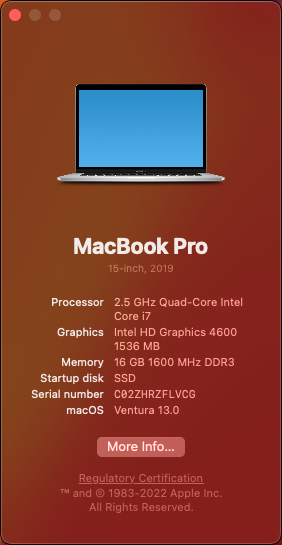 MacBook Pro
15-inch, 2019
Processor 2.5 GHz Quad-Core Intel
Core i7
Graphics Intel HD Graphics 4600
1536 MB
Memory 16 GB 1600 MHz DDR3
Startup disk SSD
Serial number C02ZHRZFLVCG
macOS Ventura 13.0
More Info...
Regulatory Certification
™ and © 1983-2022 Apple Inc.
All Rights Reserved.